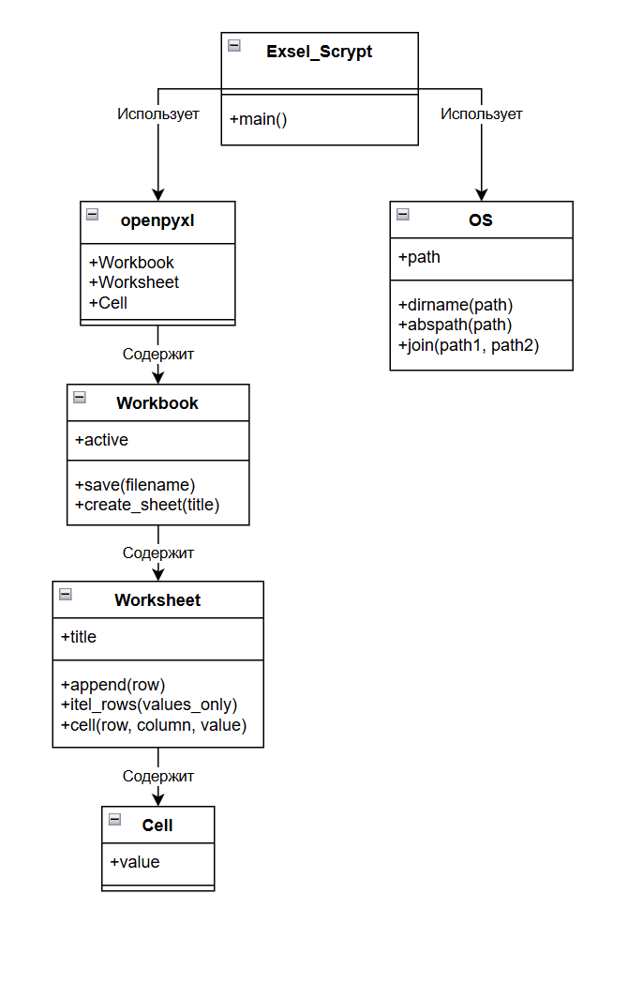 Exsel_Scrypt
+main()
Использует
Использует
openpyxl
+Workbook
+Worksheet
+Cell
OS
+path
+dirname(path)
+abspath(path)
+join(path1, path2)
Содержит
Workbook
+active
+save(filename)
+create_sheet(title)
Содержит
Worksheet
+title
+append(row)
+itel_rows(values_only)
+cell(row, column, value)
Содержит
Cell
+value